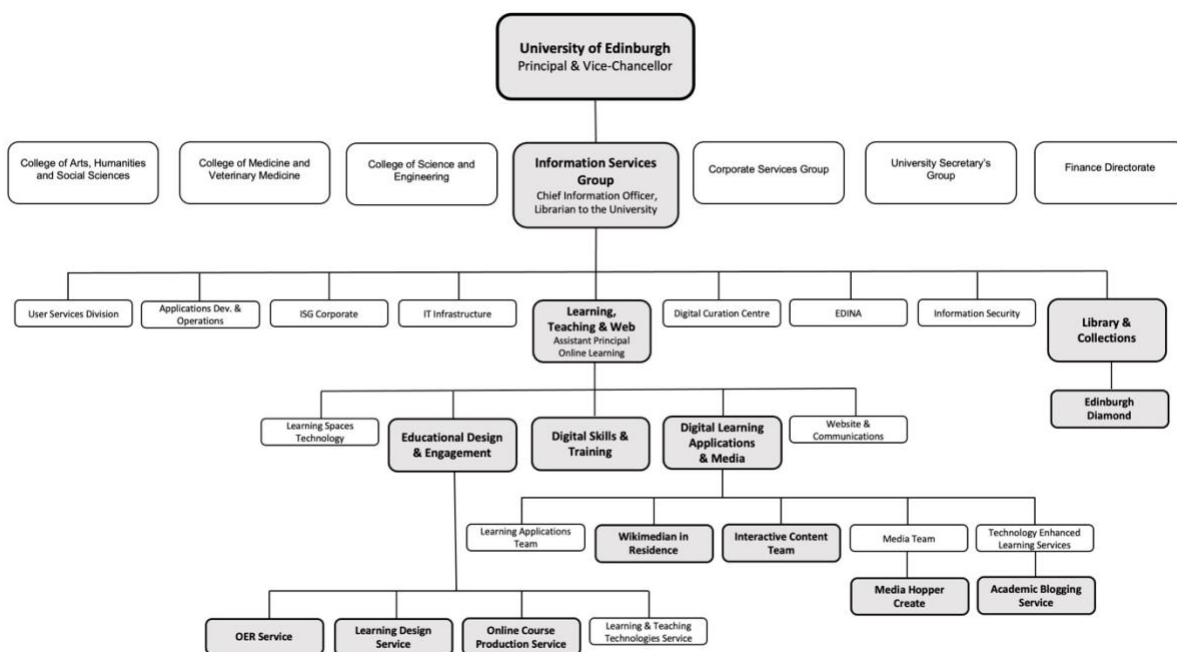 University of Edinburgh
Principal & Vice-Chancellor
College of Arts, Humanities
and Social Sciences
College of Medicine and
Veterinary Medicine
College of Science and
Engineering
Information Services
Group
Chief Information Officer,
Librarian to the University
Corporate Services Group
University Secretary's
Group
Finance Directorate
User Services Division
Applications Dev. &
Operations
ISG Corporate
IT Infrastructure
Learning,
Teaching & Web
Assistant Principal
Online Learning
Digital Curation Centre
EDINA
Information Security
Library &
Collections
Edinburgh
Diamond
Learning Spaces
Technology
Educational Design
& Engagement
Digital Skills &
Training
Digital Learning
Applications
& Media
Website &
Communications
Learning Applications
Team
Wikimedian in
Residence
Interactive Content
Team
Media Team
Technology Enhanced
Learning Services
Media Hopper
Create
Academic Blogging
Service
OER Service
Learning Design
Service
Online Course
Production Service
Learning & Teaching
Technologies Service